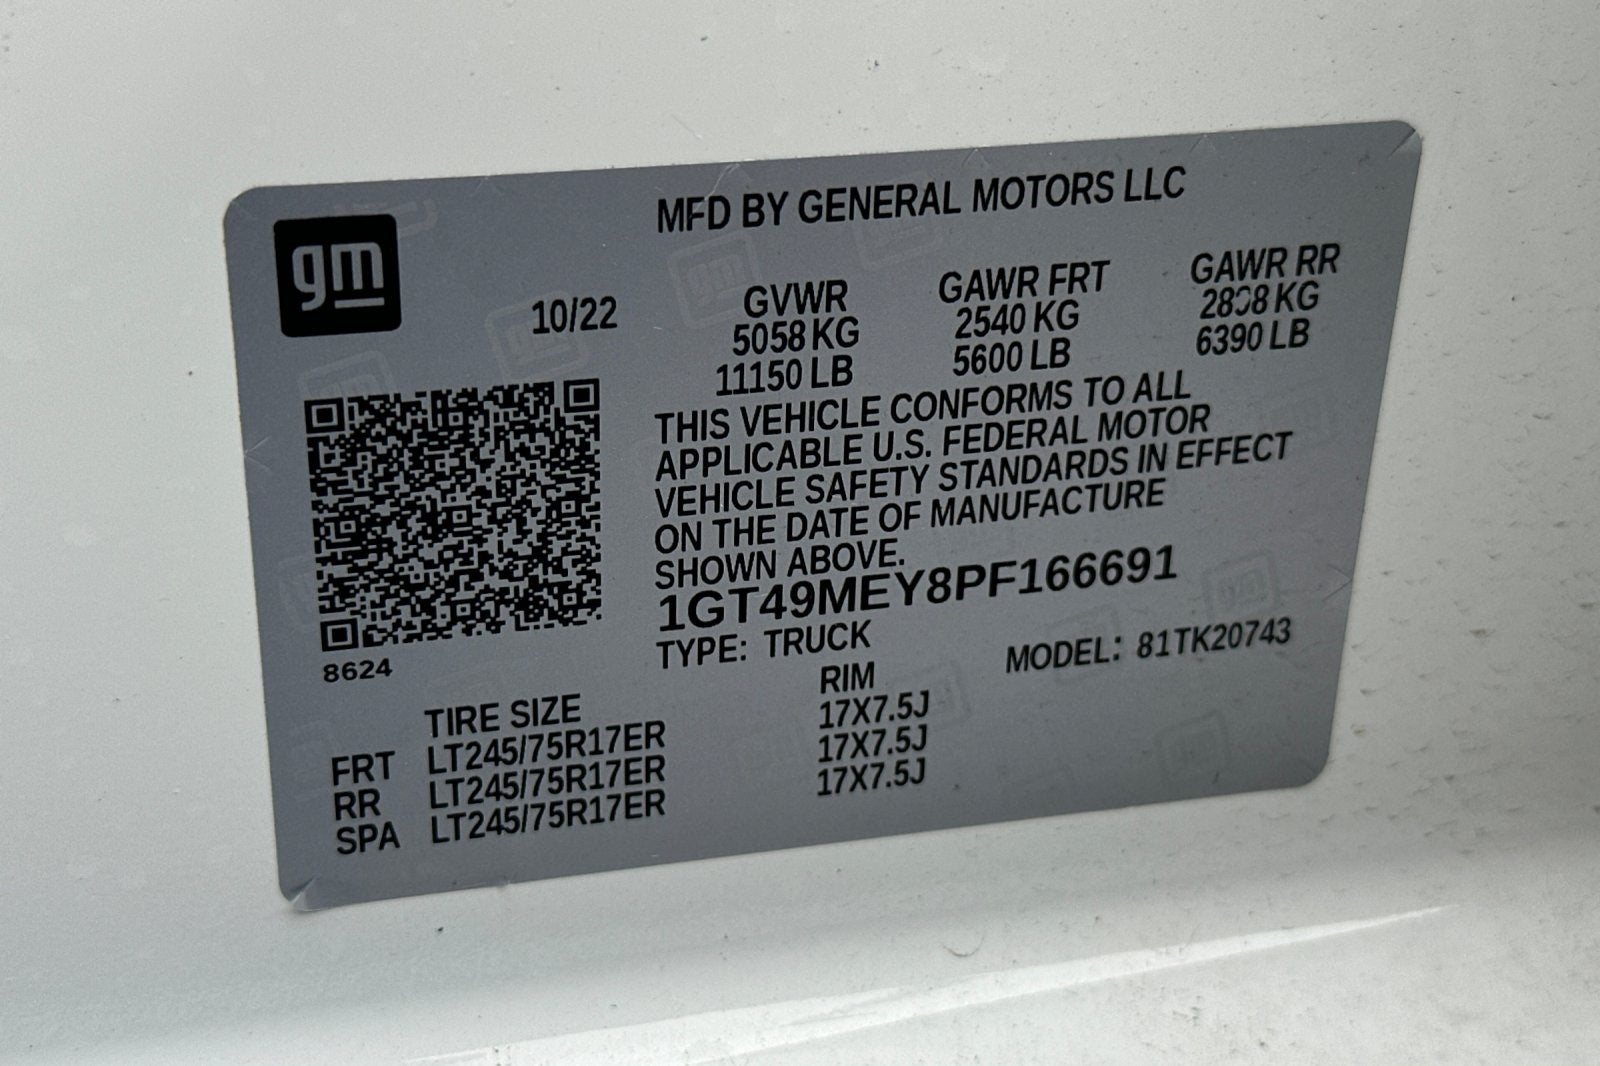 gm
MFD BY GENERAL MOTORS LLC
10/22
GVWR GAWR FRT GAWR RR
5058 KG 2540 KG 2898 KG
11150 LB 5600 LB 6390 LB
THIS VEHICLE CONFORMS TO ALL
APPLICABLE U.S. FEDERAL MOTOR
VEHICLE SAFETY STANDARDS IN EFFECT
ON THE DATE OF MANUFACTURE
SHOWN ABOVE.
1GT49MEY8PF166691
TYPE: TRUCK MODEL: 81TK20743
8624
TIRE SIZE RIM
FRT LT245/75R17ER 17X7.5J
RR LT245/75R17ER 17X7.5J
SPA LT245/75R17ER 17X7.5J